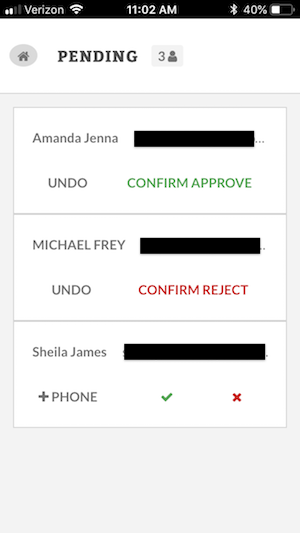 Verizon 11:02 AM 40%
PENDING 3
Amanda Jenna ...
UNDO CONFIRM APPROVE
MICHAEL FREY
UNDO CONFIRM REJECT
Sheila James
PHONE